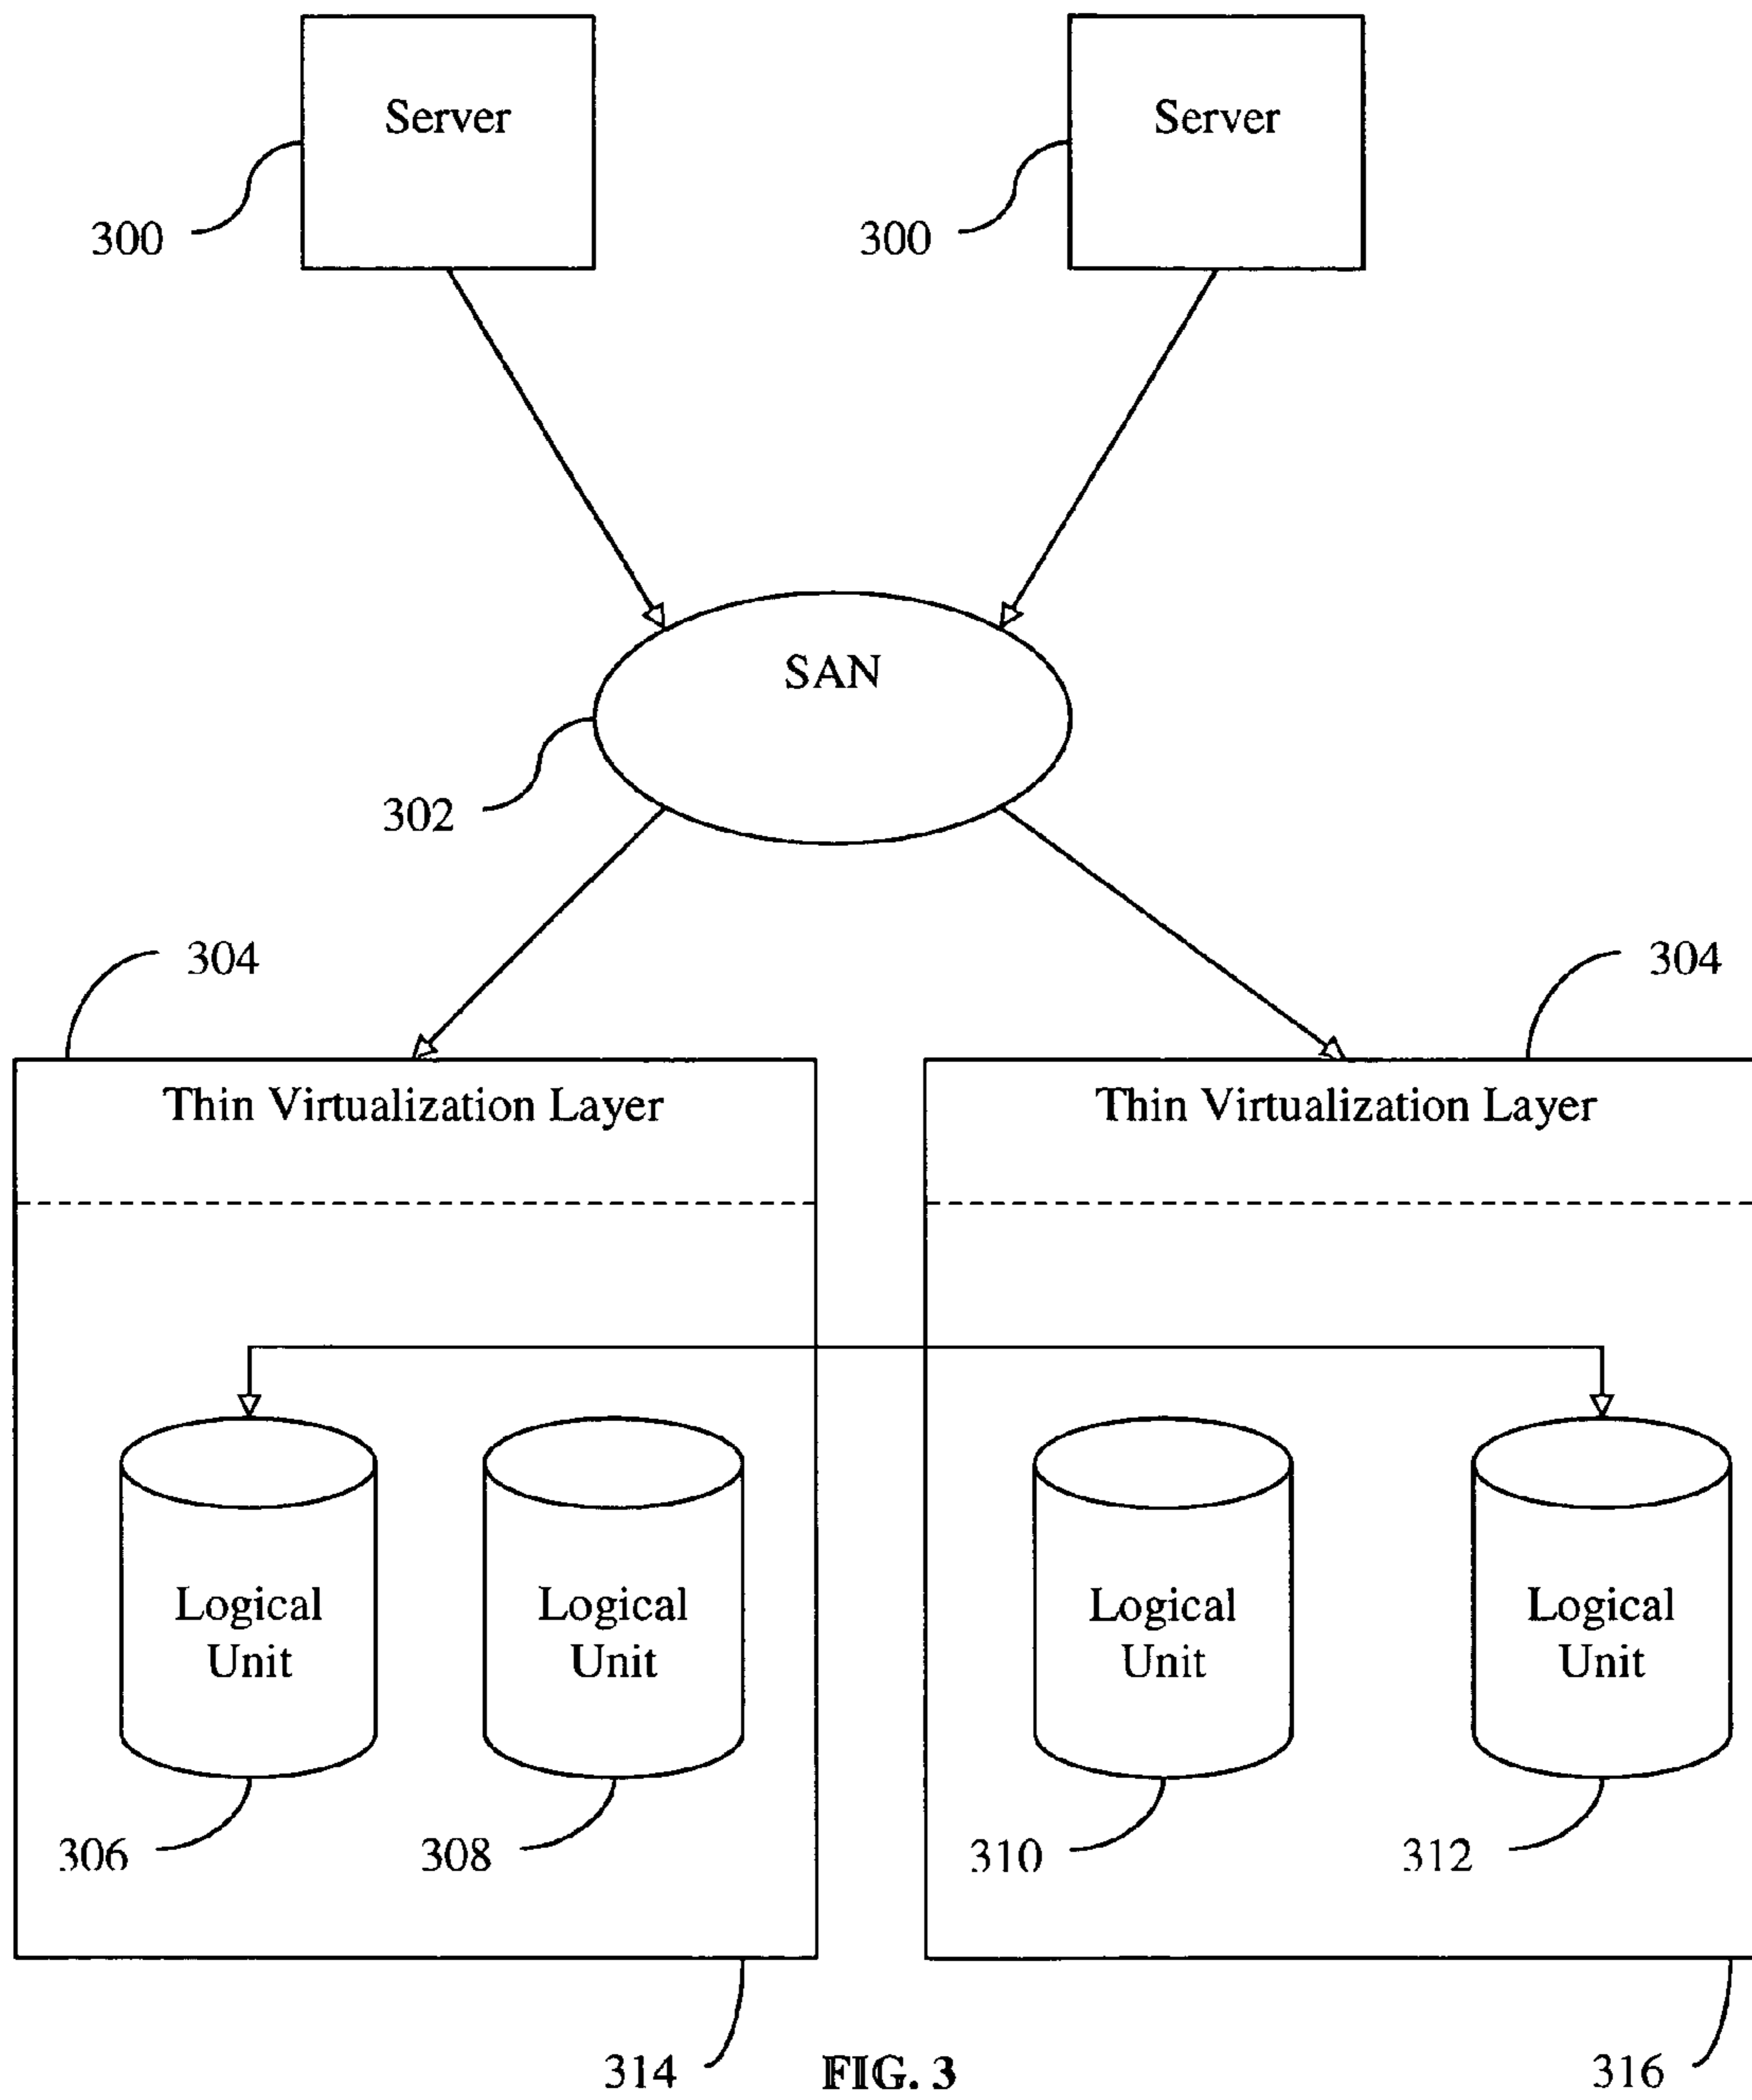 Server
Server
300
300
SAN
302
304
304
Thin Virtualization Layer
Thin Virtualization Layer
Logical
Unit
Logical
Unit
Logical
Unit
Logical
Unit
306
308
310
312
314
FIG. 3
316